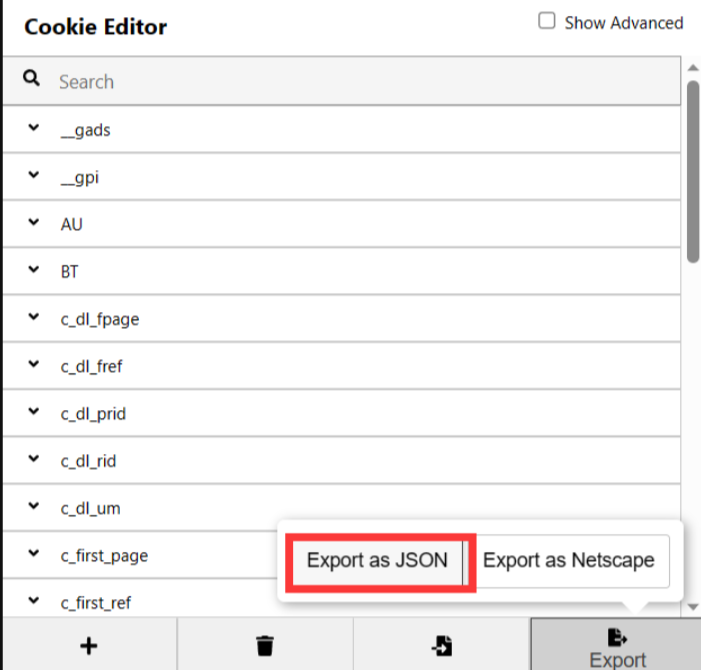 Cookie Editor
Show Advanced
Search
__gads
__gpi
AU
BT
c_dl_fpage
c_dl_fref
c_dl_prid
c_dl_rid
c_dl_um
c_first_page
Export as JSON
Export as Netscape
c_first_ref
Export